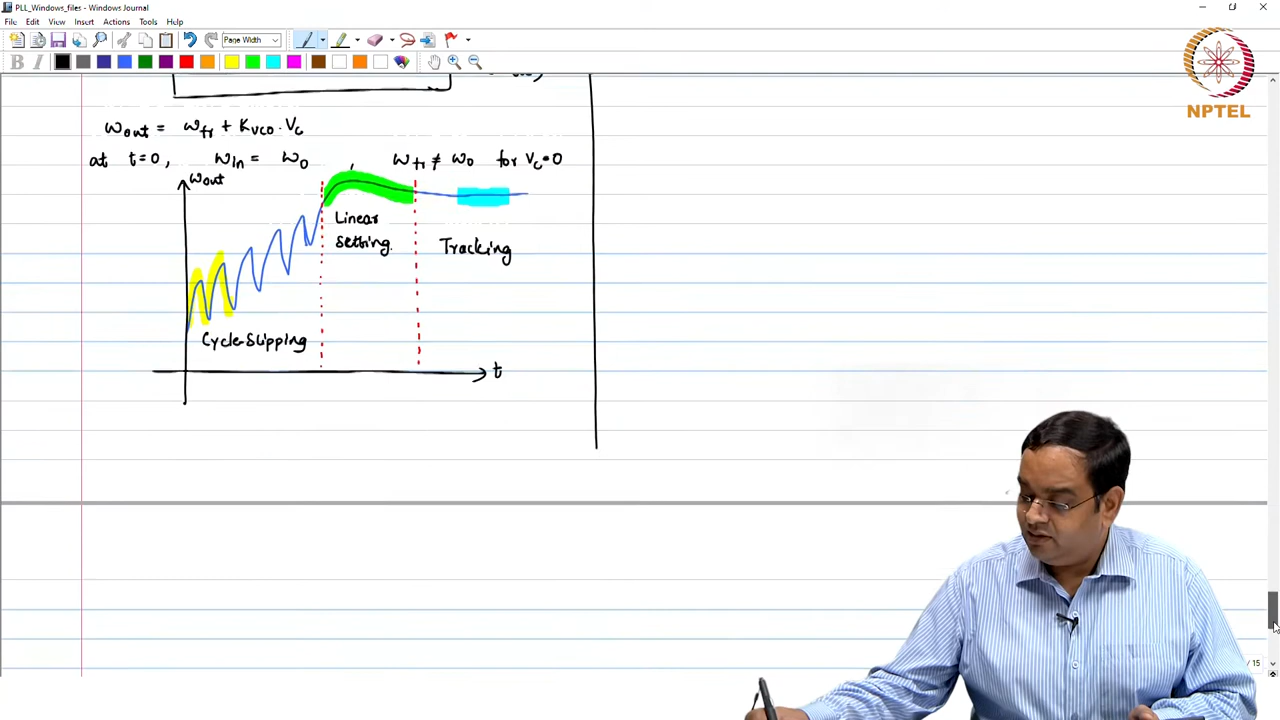 PLL_Windows_files - Windows Journal
File Edit View Insert Actions Tools Help
Page Width
NPTEL
ωout = ωfr + KVCO · Vc
at t=0, ωin = ω0, ωfr ≠ ω0 for Vc=0
ωout
Linear
Settling.
Tracking
Cycle-Slipping
t
/ 15